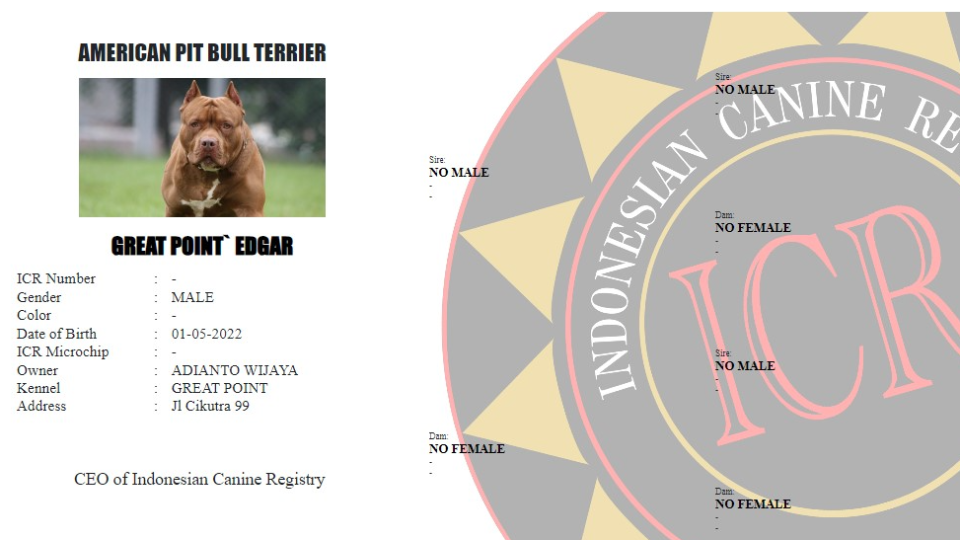 AMERICAN PIT BULL TERRIER
GREAT POINT` EDGAR
ICR Number : -
Gender : MALE
Color : -
Date of Birth : 01-05-2022
ICR Microchip : -
Owner : ADIANTO WIJAYA
Kennel : GREAT POINT
Address : Jl Cikutra 99
CEO of Indonesian Canine Registry
Sire:
NO MALE
-
-
Dam:
NO FEMALE
-
-
Sire:
NO MALE
-
-
Dam:
NO FEMALE
-
-
Sire:
NO MALE
-
-
Dam:
NO FEMALE
-
-
INDONESIAN CANINE RE
ICR